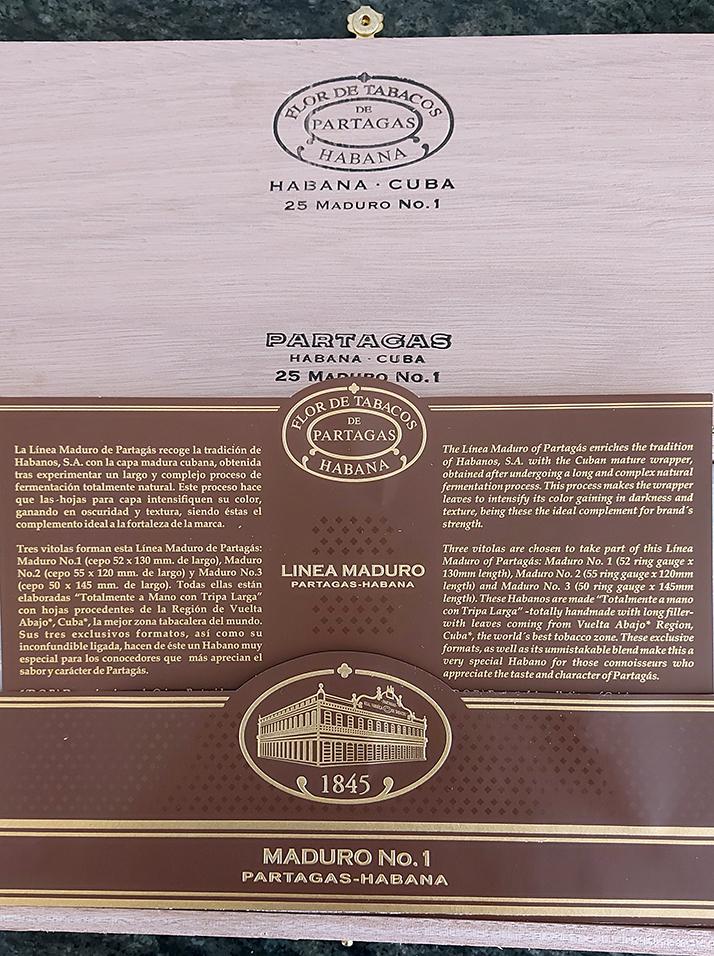 FLOR DE TABACOS
DE
PARTAGAS
HABANA
HABANA · CUBA
25 MADURO No.1
PARTAGAS
HABANA · CUBA
25 MADURO No.1
FLOR DE TABACOS
DE
PARTAGAS
HABANA
La Línea Maduro de Partagás recoge la tradición de
Habanos, S.A. con la capa madura cubana, obtenida
tras experimentar un largo y complejo proceso de
fermentación totalmente natural. Este proceso hace
que las hojas para capa intensifiquen su color,
ganando en oscuridad y textura, siendo éstas el
complemento ideal a la fortaleza de la marca.
Tres vitolas forman esta Línea Maduro de Partagás:
Maduro No.1 (cepo 52 x 130 mm. de largo), Maduro
No.2 (cepo 55 x 120 mm. de largo) y Maduro No.3
(cepo 50 x 145 mm. de largo). Todas ellas están
elaboradas "Totalmente a Mano con Tripa Larga"
con hojas procedentes de la Región de Vuelta
Abajo*, Cuba*, la mejor zona tabacalera del mundo.
Sus tres exclusivos formatos, así como su
inconfundible ligada, hacen de éste un Habano muy
especial para los conocedores que más aprecian el
sabor y carácter de Partagás.
LINEA MADURO
PARTAGAS-HABANA
The Línea Maduro of Partagás enriches the tradition
of Habanos, S.A. with the Cuban mature wrapper,
obtained after undergoing a long and complex natural
fermentation process. This process makes the wrapper
leaves to intensify its color gaining in darkness and
texture, being these the ideal complement for brand´s
strength.
Three vitolas are chosen to take part of this Línea
Maduro of Partagás: Maduro No. 1 (52 ring gauge x
130mm length), Maduro No. 2 (55 ring gauge x 120mm
length) and Maduro No. 3 (50 ring gauge x 145mm
length). These Habanos are made "Totalmente a mano
con Tripa Larga" -totally handmade with long filler-
with leaves coming from Vuelta Abajo* Region,
Cuba*, the world´s best tobacco zone. These exclusive
formats, as well as its unmistakable blend make this a
very special Habano for those connoisseurs who
appreciate the taste and character of Partagás.
1845
MADURO No.1
PARTAGAS-HABANA